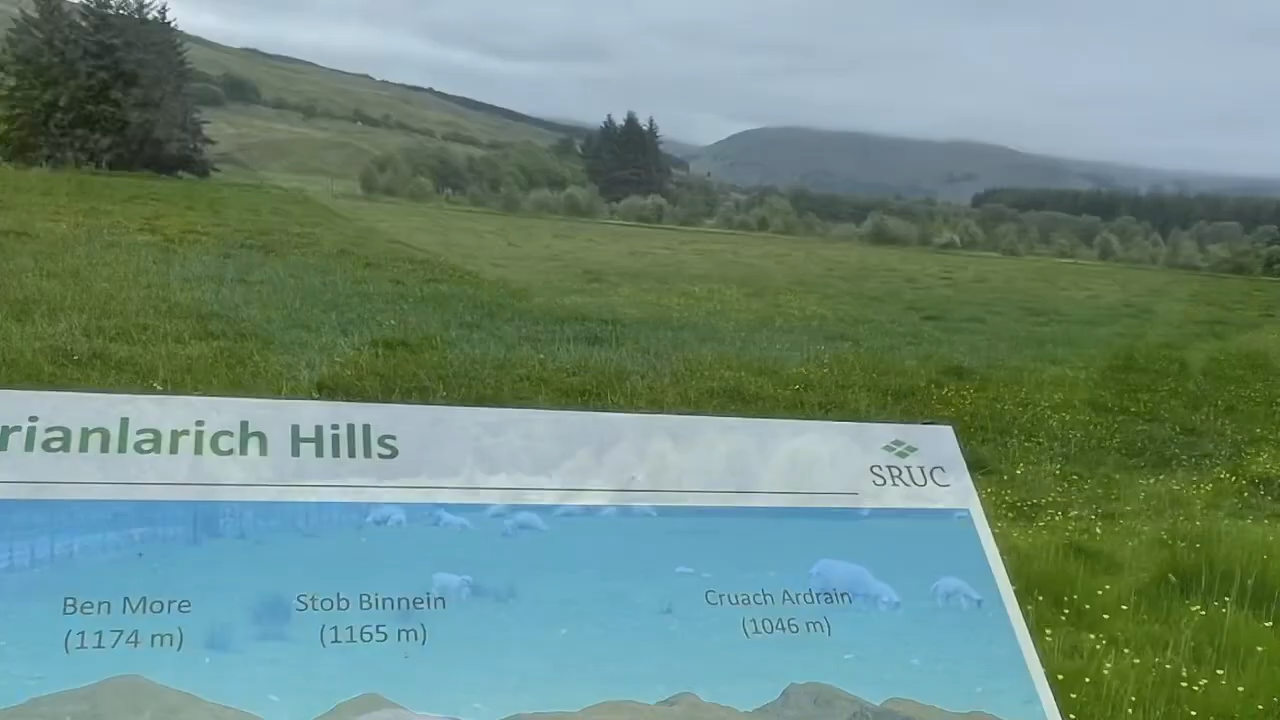 rianlarich Hills
SRUC
Ben More
(1174 m)
Stob Binnein
(1165 m)
Cruach Ardrain
(1046 m)